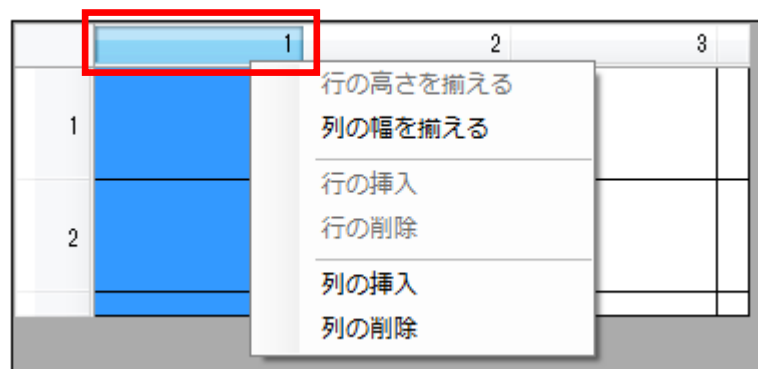 1 2 3
行の高さを揃える
1
列の幅を揃える
行の挿入
2
行の削除
列の挿入
列の削除